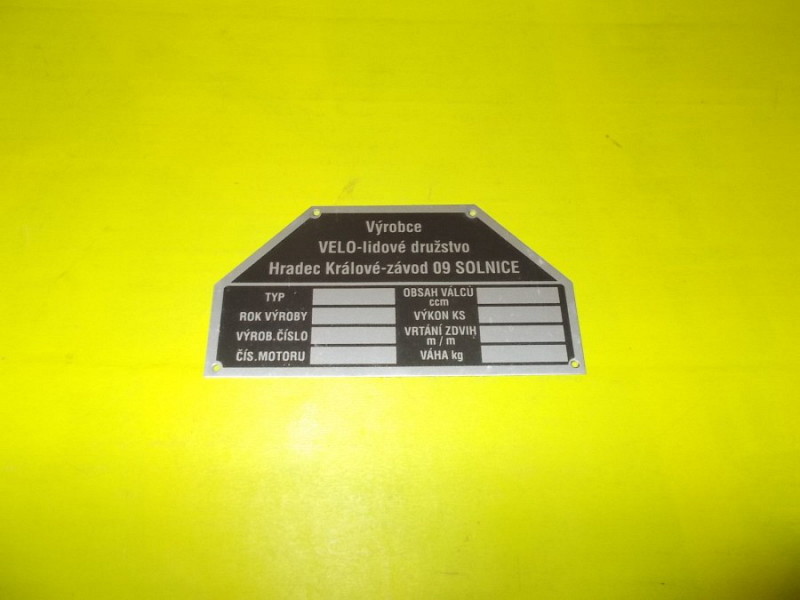 Výrobce
VELO-lidové družstvo
Hradec Králové-závod 09 SOLNICE
TYP
ROK VÝROBY
VÝROB.ČÍSLO
ČÍS.MOTORU
OBSAH VÁLCŮ
ccm
VÝKON KS
VRTÁNÍ ZDVIH
m / m
VÁHA kg